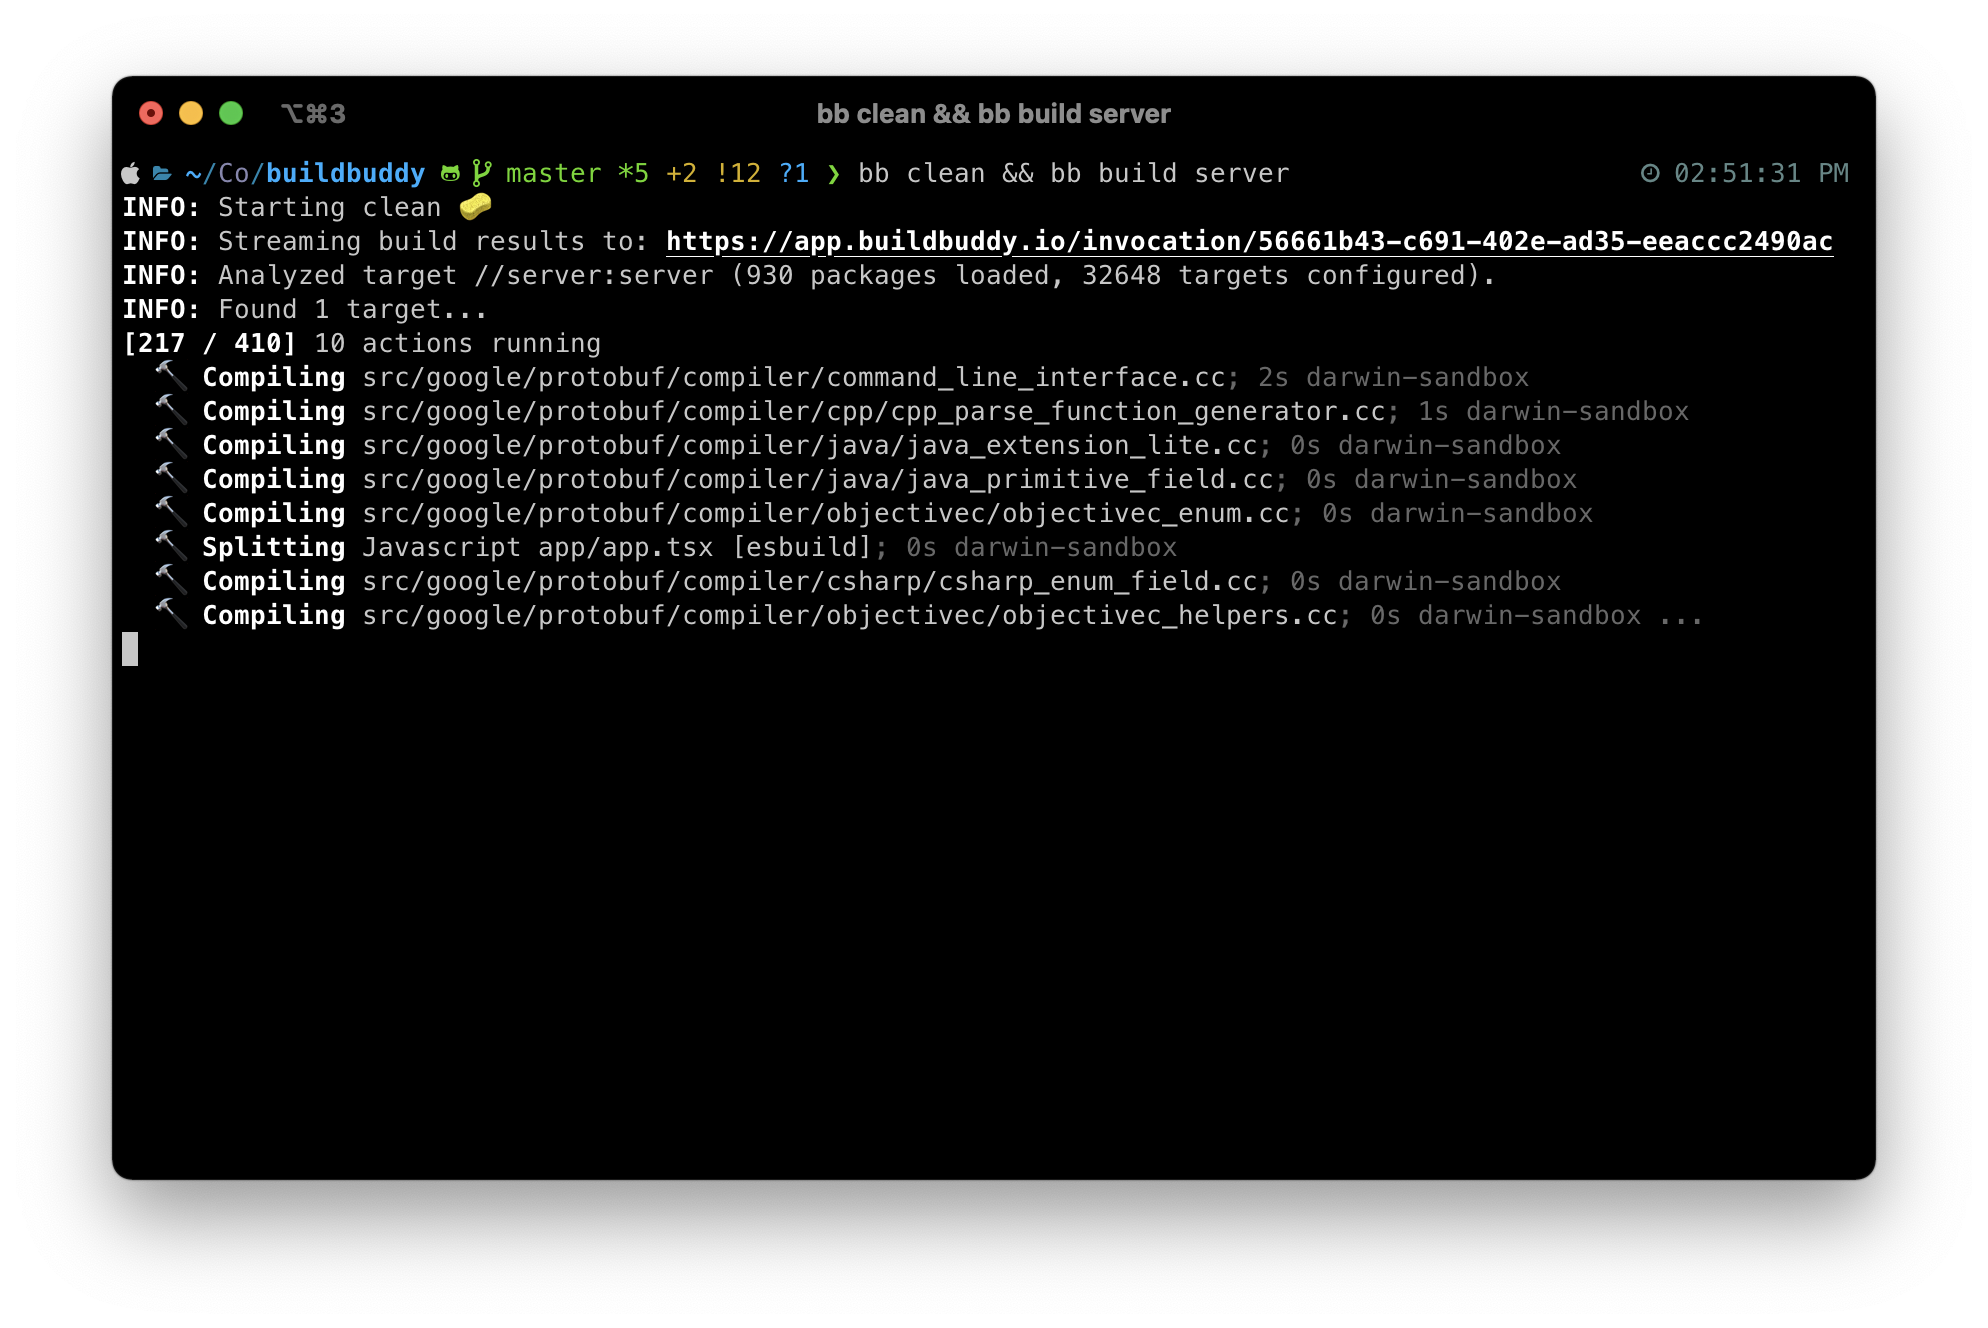 ⌥⌘3 bb clean && bb build server
~/Co/buildbuddy master *5 +2 !12 ?1 ❯ bb clean && bb build server 02:51:31 PM
INFO: Starting clean 🧽
INFO: Streaming build results to: https://app.buildbuddy.io/invocation/56661b43-c691-402e-ad35-eeaccc2490ac
INFO: Analyzed target //server:server (930 packages loaded, 32648 targets configured).
INFO: Found 1 target...
[217 / 410] 10 actions running
🔨 Compiling src/google/protobuf/compiler/command_line_interface.cc; 2s darwin-sandbox
🔨 Compiling src/google/protobuf/compiler/cpp/cpp_parse_function_generator.cc; 1s darwin-sandbox
🔨 Compiling src/google/protobuf/compiler/java/java_extension_lite.cc; 0s darwin-sandbox
🔨 Compiling src/google/protobuf/compiler/java/java_primitive_field.cc; 0s darwin-sandbox
🔨 Compiling src/google/protobuf/compiler/objectivec/objectivec_enum.cc; 0s darwin-sandbox
🔨 Splitting Javascript app/app.tsx [esbuild]; 0s darwin-sandbox
🔨 Compiling src/google/protobuf/compiler/csharp/csharp_enum_field.cc; 0s darwin-sandbox
🔨 Compiling src/google/protobuf/compiler/objectivec/objectivec_helpers.cc; 0s darwin-sandbox ...